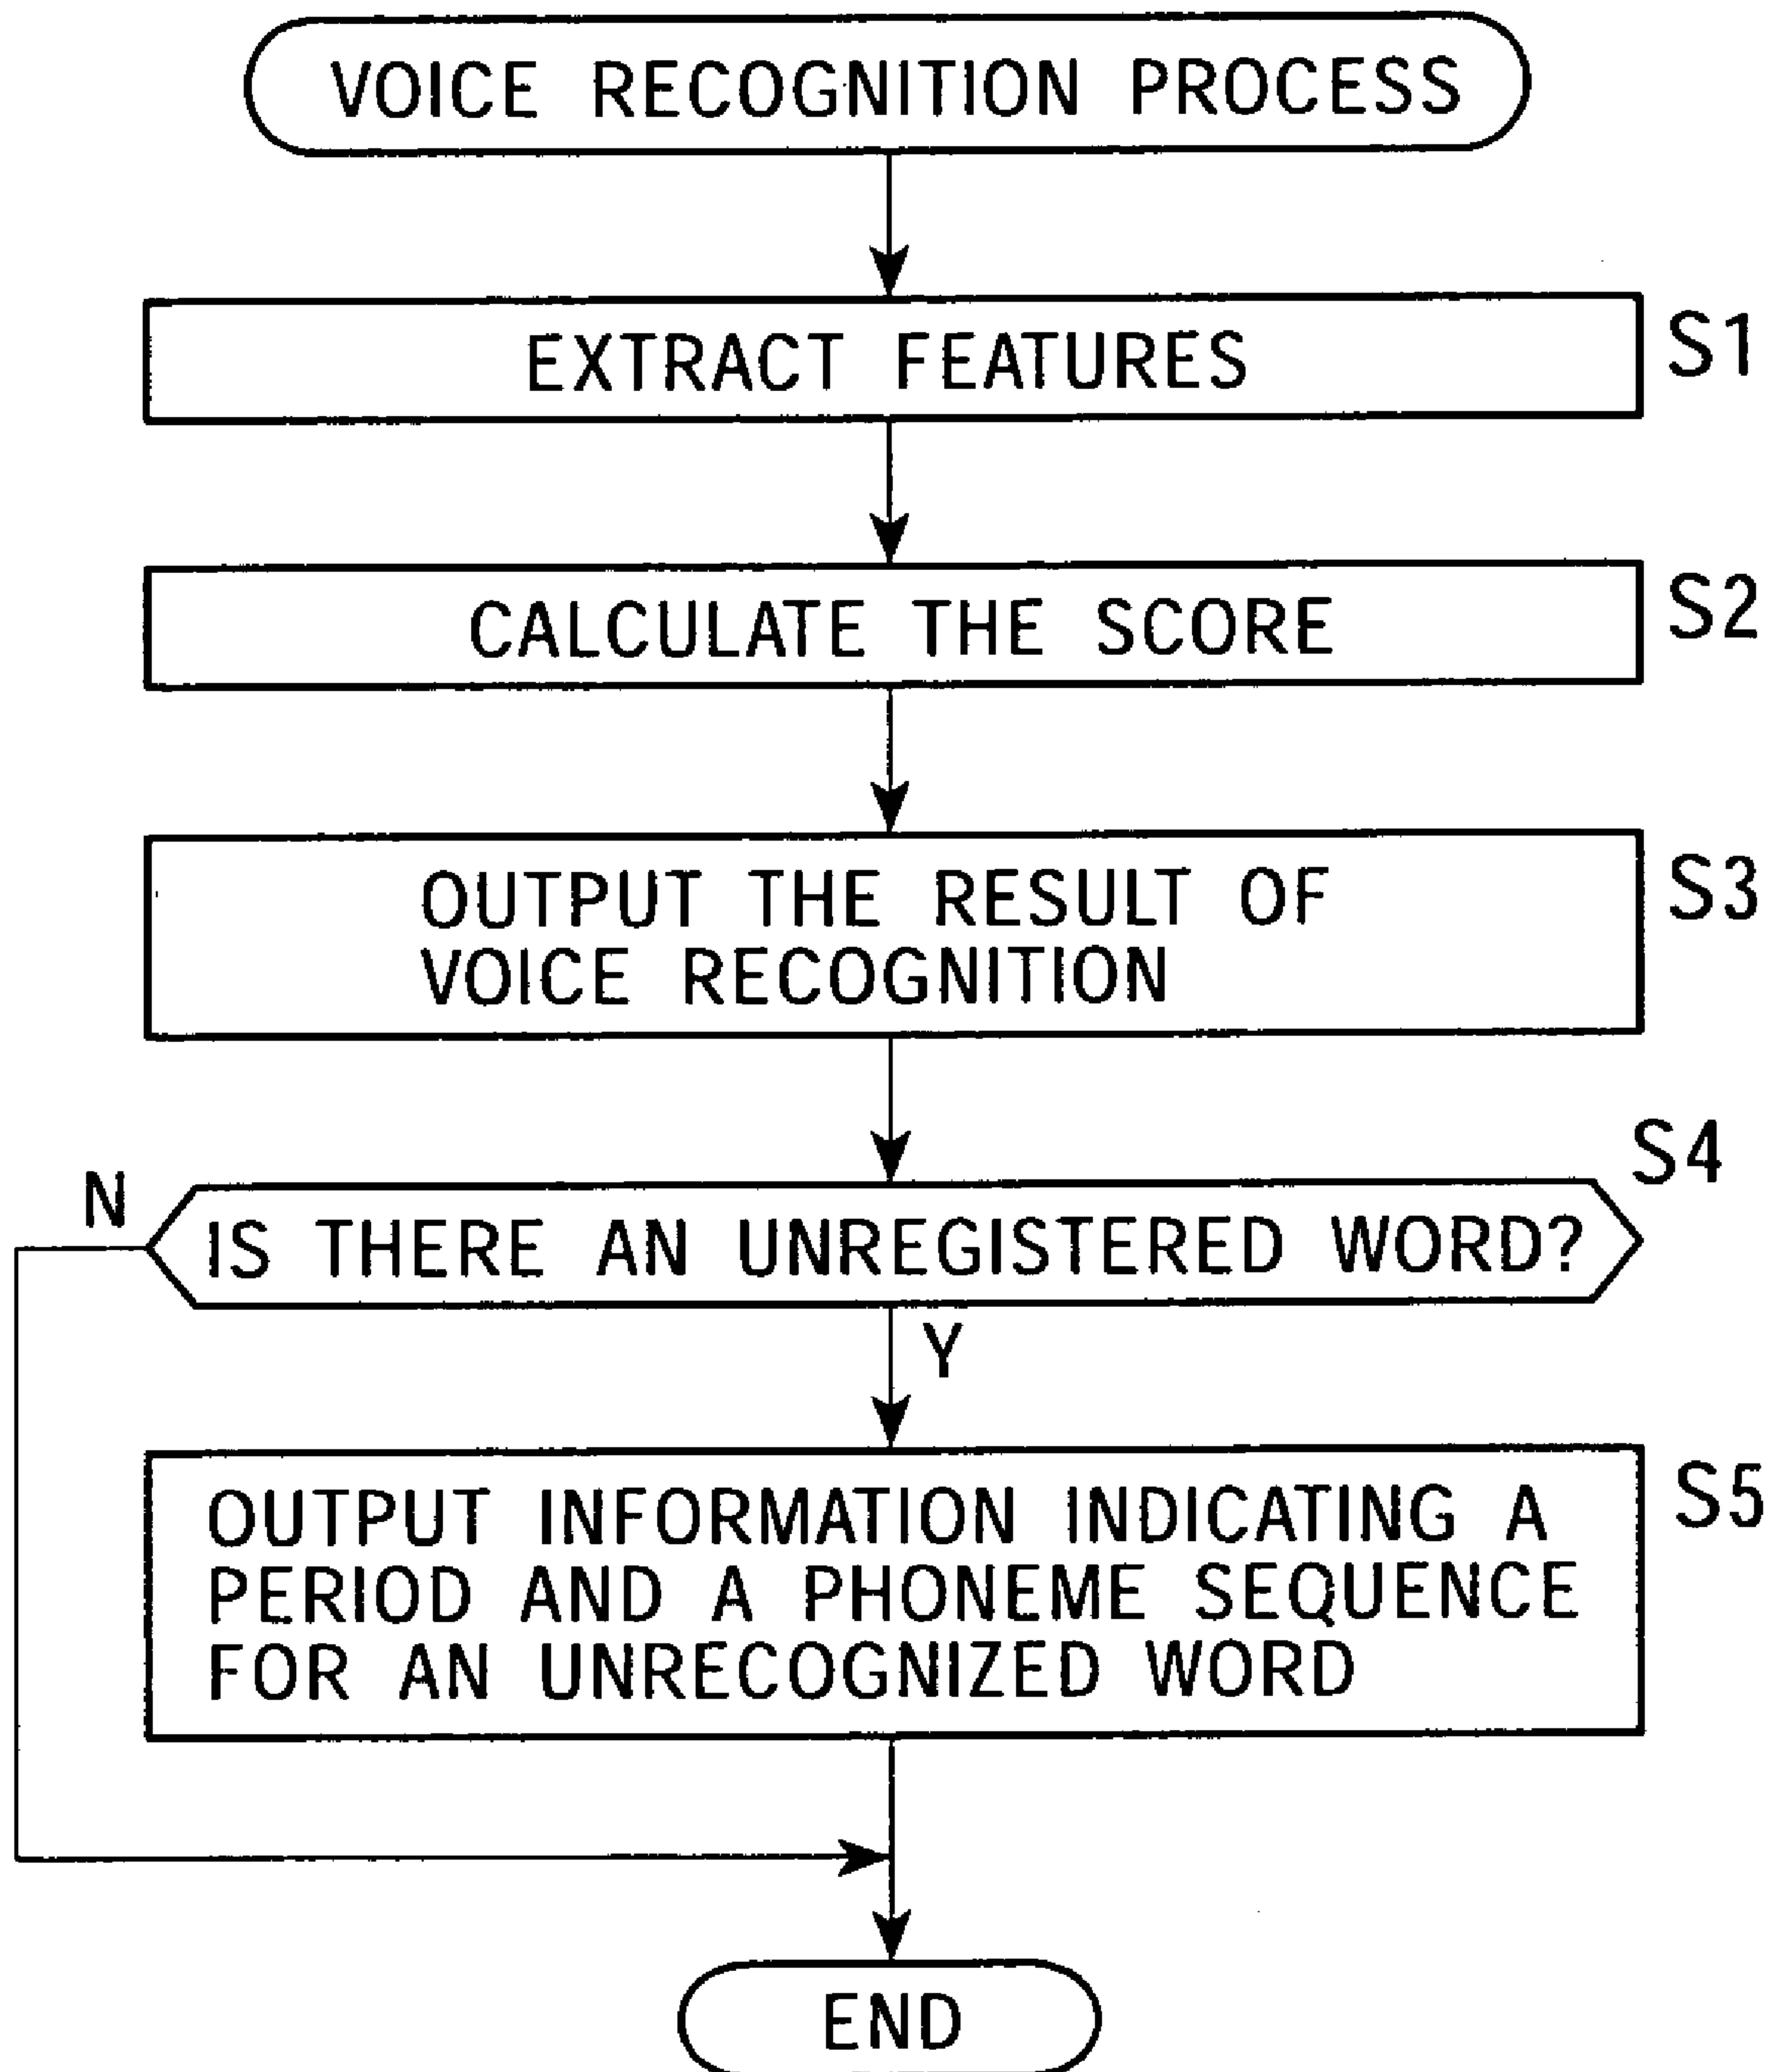 VOICE RECOGNITION PROCESS
EXTRACT FEATURES
S1
CALCULATE THE SCORE
S2
OUTPUT THE RESULT OF
VOICE RECOGNITION
S3
S4
N
IS THERE AN UNREGISTERED WORD?
Y
OUTPUT INFORMATION INDICATING A
PERIOD AND A PHONEME SEQUENCE
FOR AN UNRECOGNIZED WORD
S5
END